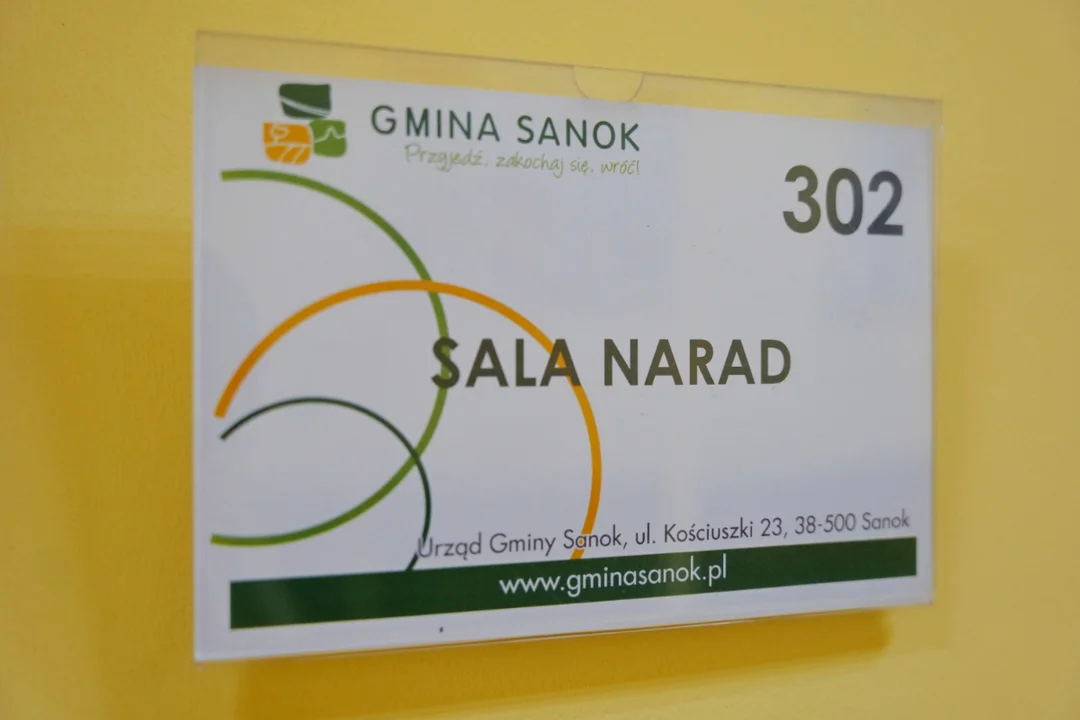 GMINA SANOK
Przyjedź, zakochaj się, wróć!
302
SALA NARAD
Urząd Gminy Sanok, ul. Kościuszki 23, 38-500 Sanok
www.gminasanok.pl